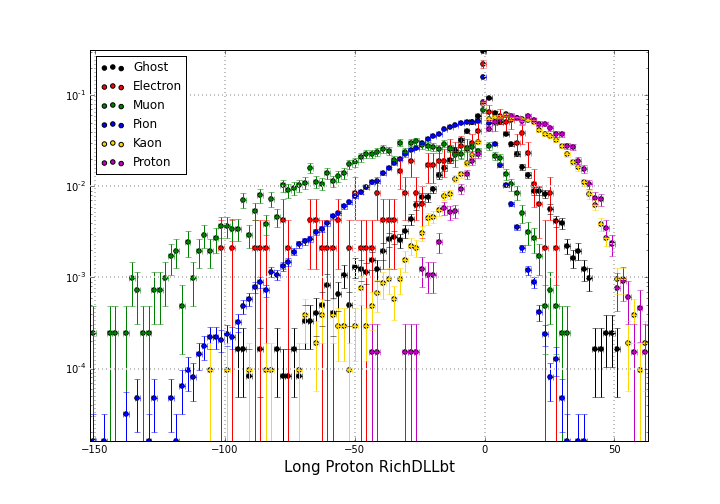 Ghost
Electron
Muon
Pion
Kaon
Proton
10⁻¹
10⁻²
10⁻³
10⁻⁴
−150 −100 −50 0 50
Long Proton RichDLLbt